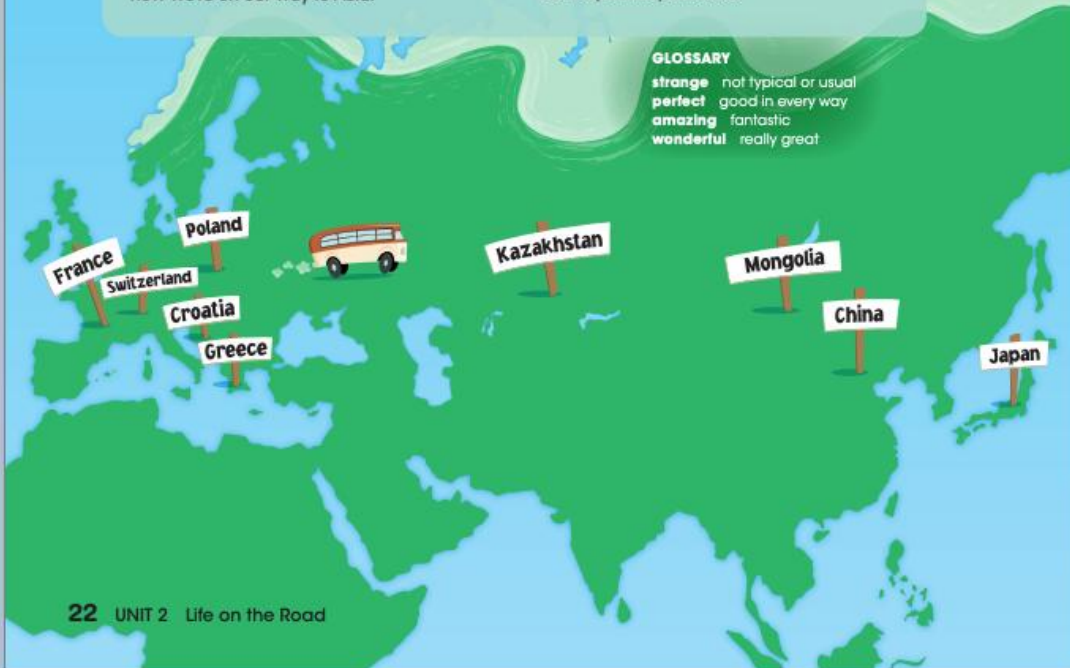 GLOSSARY
strange not typical or usual
perfect good in every way
amazing fantastic
wonderful really great
Poland
France
Switzerland
Croatia
Greece
Kazakhstan
Mongolia
China
Japan
22 UNIT 2 Life on the Road